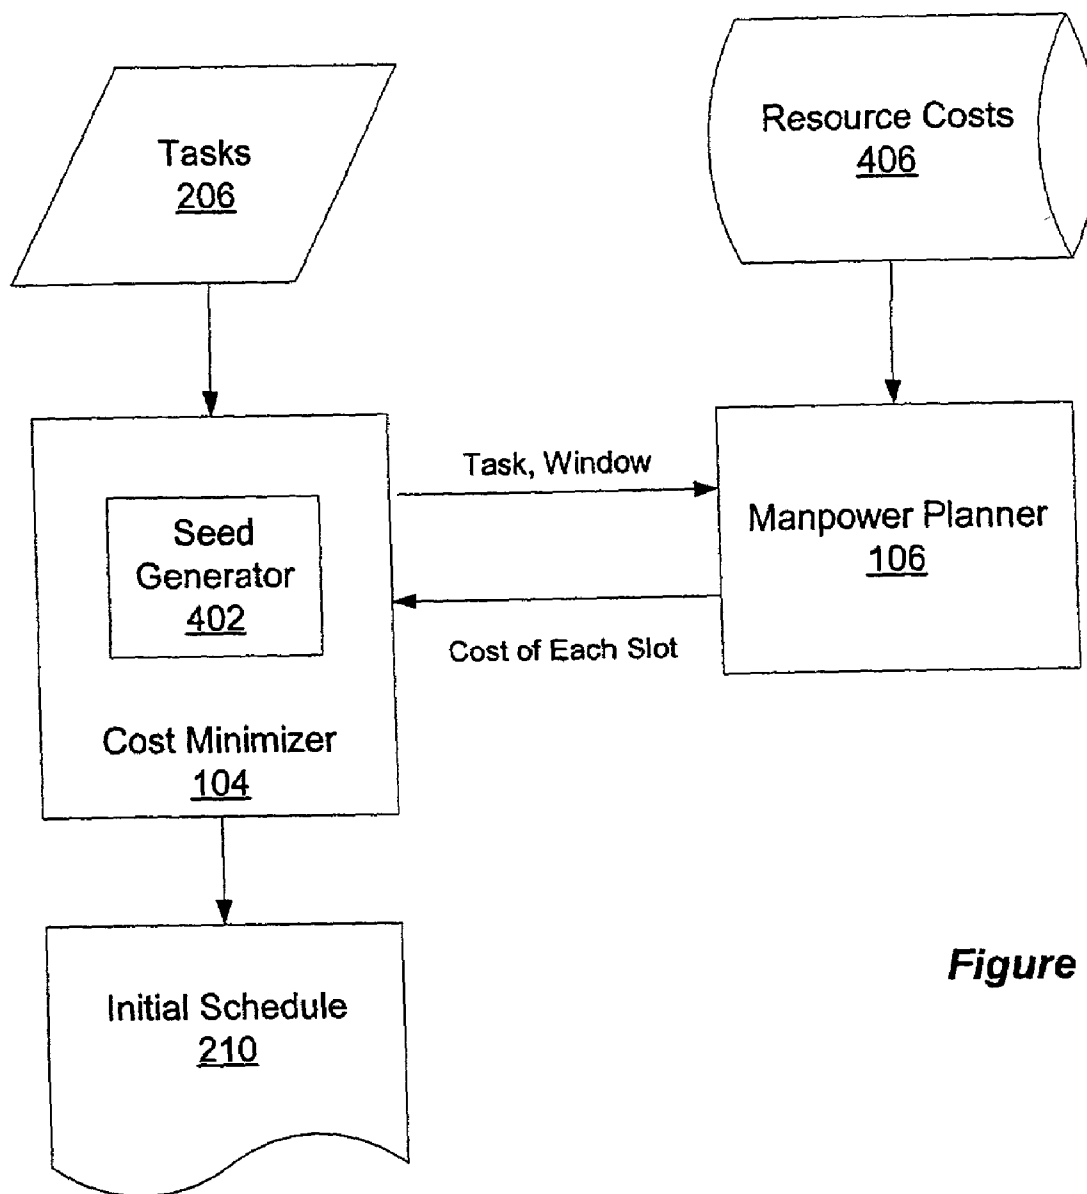 Tasks
206
Resource Costs
406
Task, Window
Seed
Generator
402
Manpower Planner
106
Cost of Each Slot
Cost Minimizer
104
Initial Schedule
210
Figure